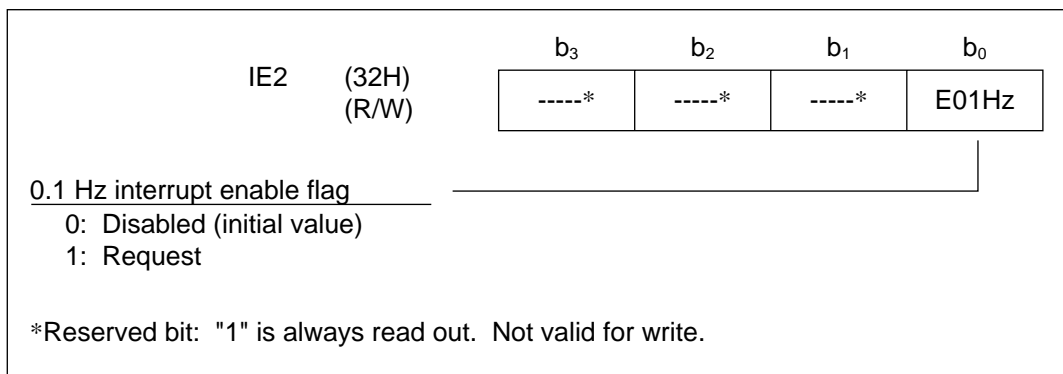 b₃ b₂ b₁ b₀
IE2 (32H)
(R/W)
-----* -----* -----* E01Hz
0.1 Hz interrupt enable flag
0: Disabled (initial value)
1: Request
*Reserved bit: "1" is always read out. Not valid for write.